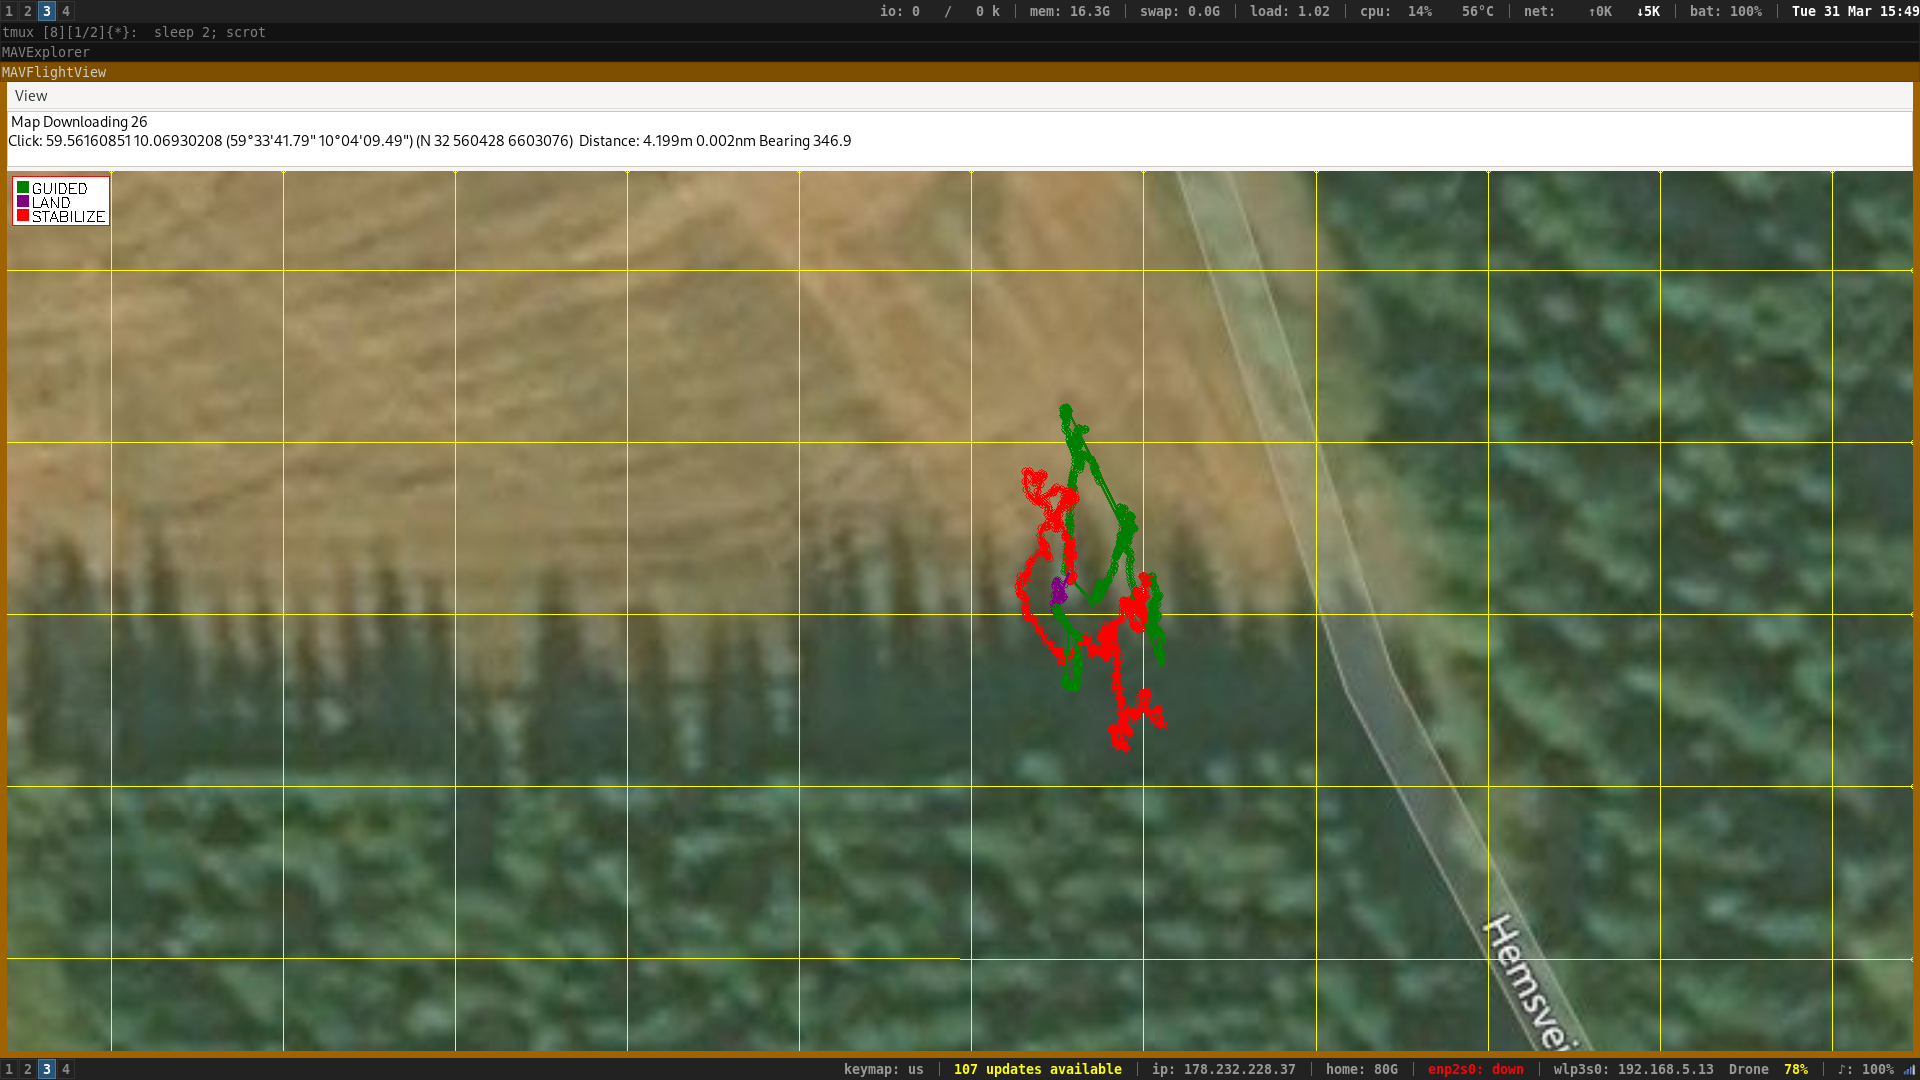 1 2 3 4 io: 0 / 0 k mem: 16.3G swap: 0.0G load: 1.02 cpu: 14% 56°C net: ↑0K ↓5K bat: 100% Tue 31 Mar 15:49
tmux [8][1/2]{*}: sleep 2; scrot
MAVExplorer
MAVFlightView
View
Map Downloading 26
Click: 59.56160851 10.06930208 (59°33'41.79" 10°04'09.49") (N 32 560428 6603076) Distance: 4.199m 0.002nm Bearing 346.9
GUIDED
LAND
STABILIZE
Hemsvei
1 2 3 4 keymap: us 107 updates available ip: 178.232.228.37 home: 80G enp2s0: down wlp3s0: 192.168.5.13 Drone 78% ♪: 100%